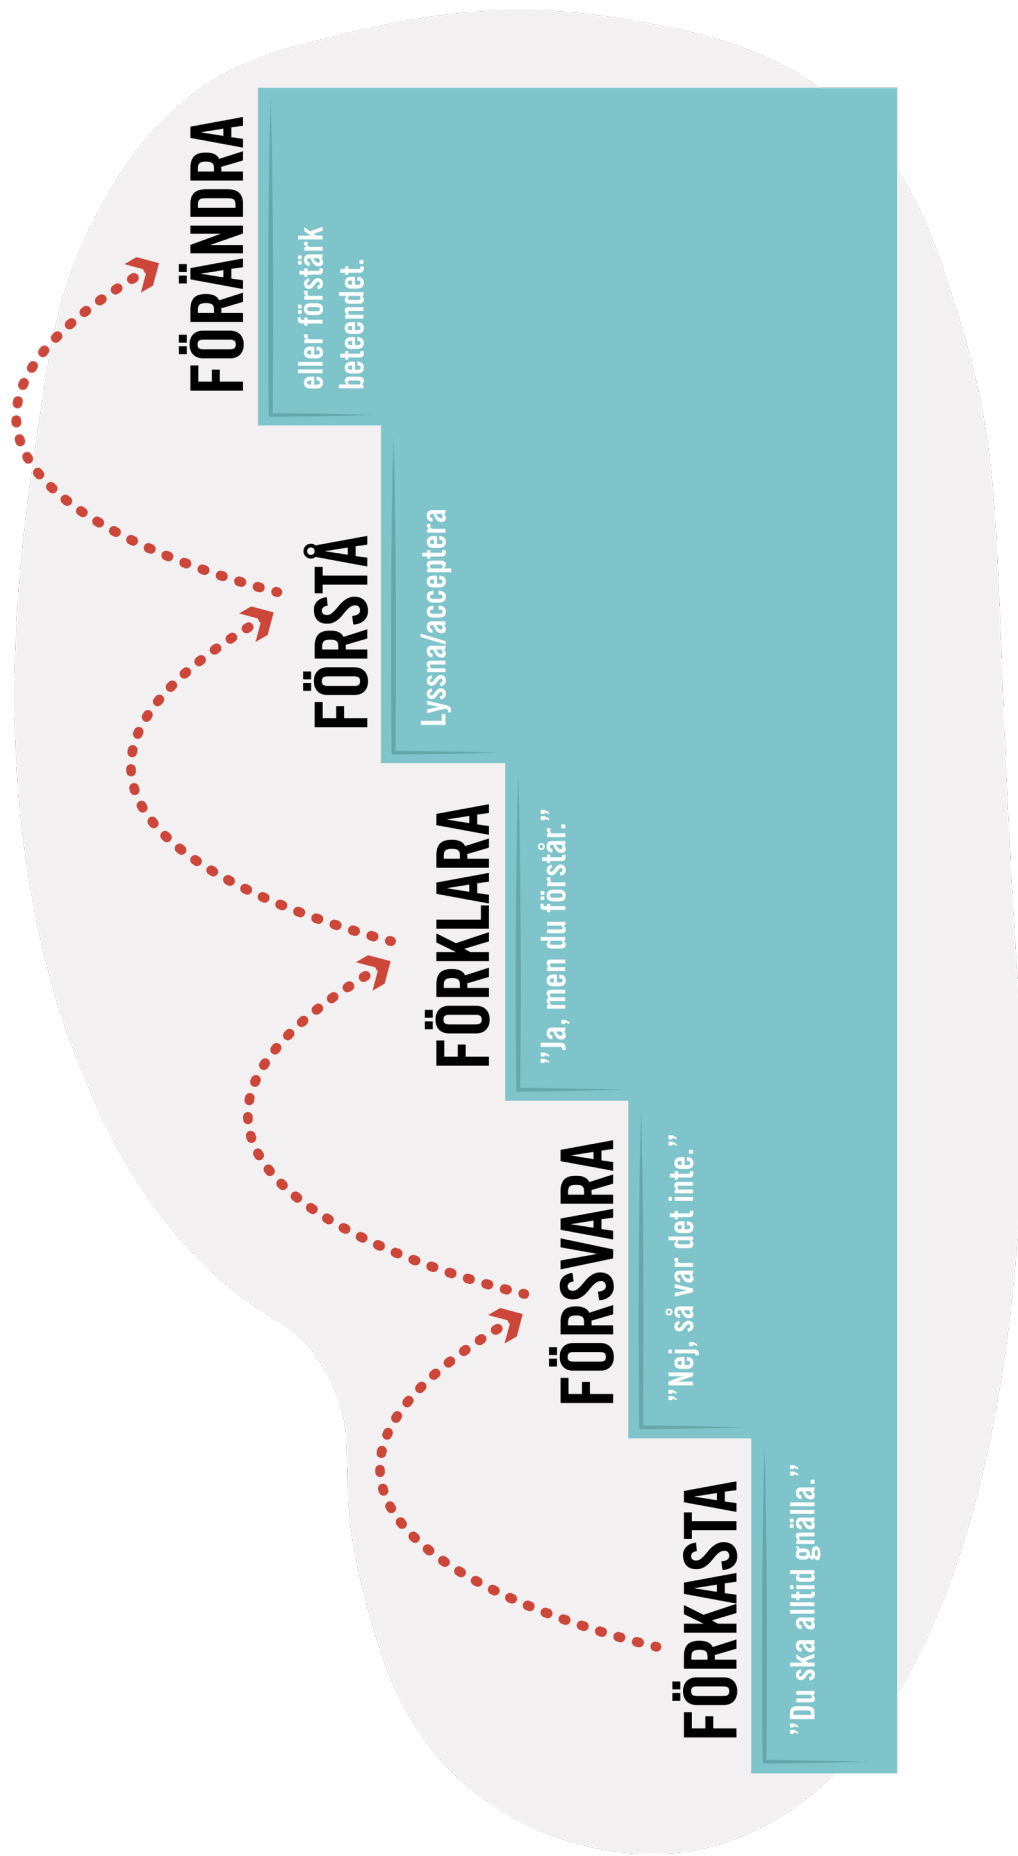 FÖRKASTA
”Du ska alltid gnälla.”
FÖRSVARA
”Nej, så var det inte.”
FÖRKLARA
”Ja, men du förstår.”
FÖRSTÅ
Lyssna/acceptera
FÖRÄNDRA
eller förstärk
beteendet.